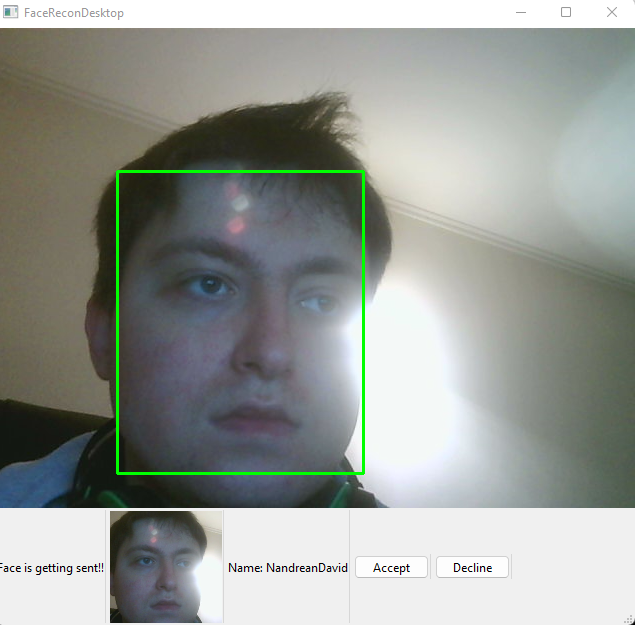 FaceReconDesktop
Face is getting sent!!
Name: NandreanDavid
Accept
Decline